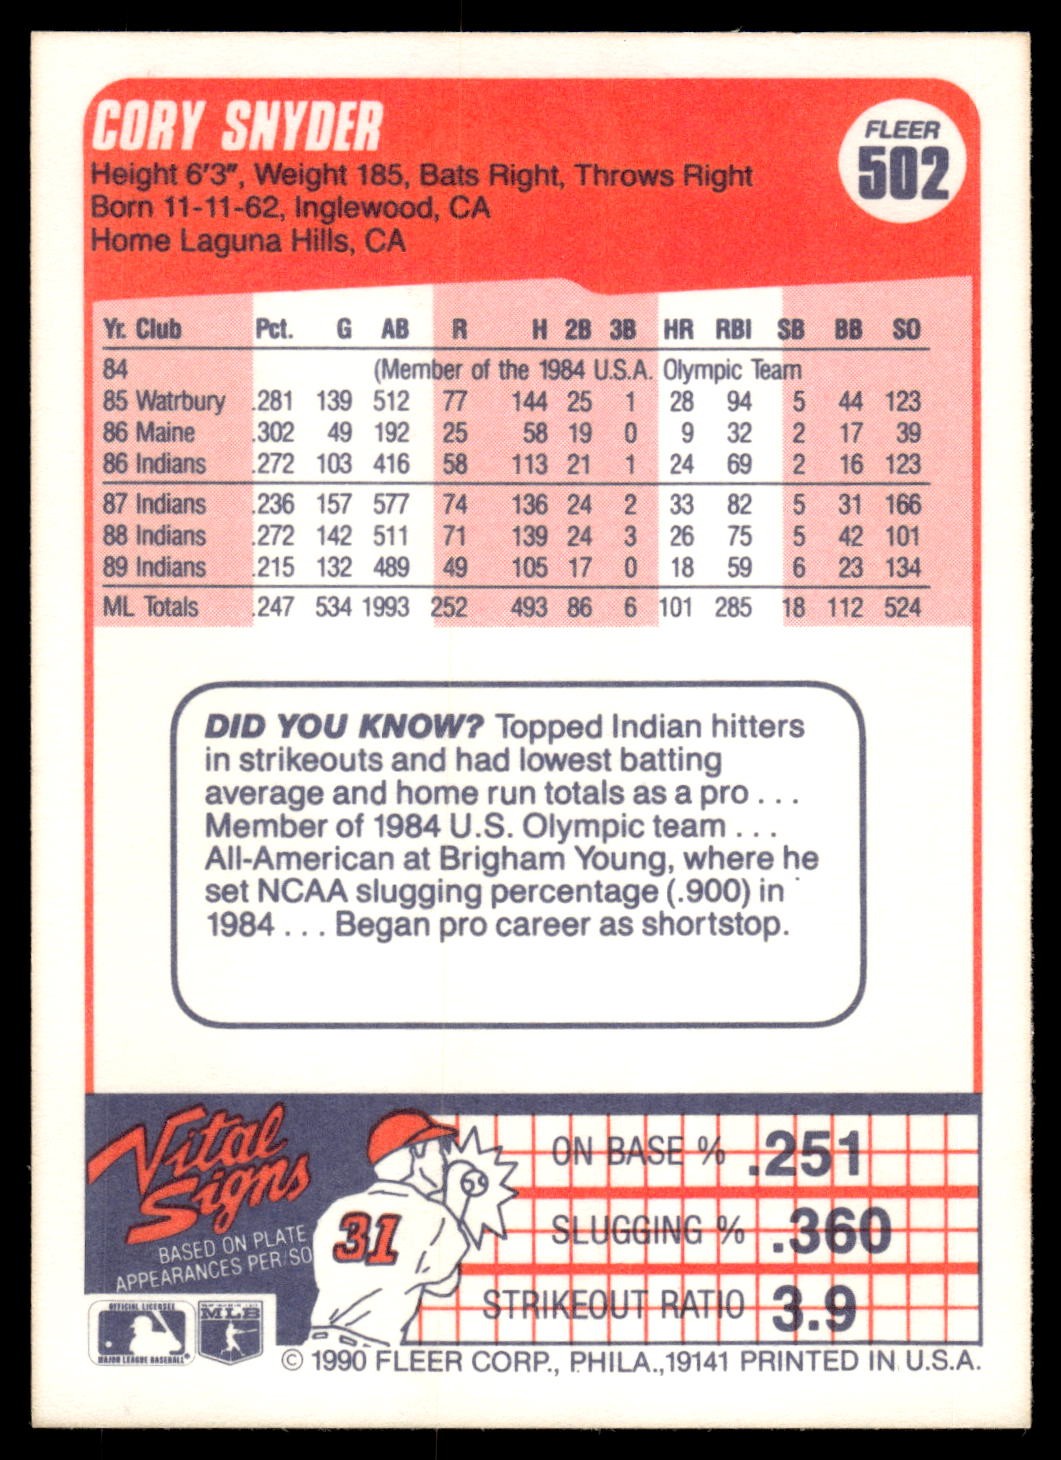 CORY SNYDER
FLEER
502
Height 6'3", Weight 185, Bats Right, Throws Right
Born 11-11-62, Inglewood, CA
Home Laguna Hills, CA
Yr. Club Pct. G AB R H 2B 3B HR RBI SB BB SO
84 (Member of the 1984 U.S.A. Olympic Team
85 Watrbury .281 139 512 77 144 25 1 28 94 5 44 123
86 Maine .302 49 192 25 58 19 0 9 32 2 17 39
86 Indians .272 103 416 58 113 21 1 24 69 2 16 123
87 Indians .236 157 577 74 136 24 2 33 82 5 31 166
88 Indians .272 142 511 71 139 24 3 26 75 5 42 101
89 Indians .215 132 489 49 105 17 0 18 59 6 23 134
ML Totals .247 534 1993 252 493 86 6 101 285 18 112 524
DID YOU KNOW? Topped Indian hitters
in strikeouts and had lowest batting
average and home run totals as a pro . . .
Member of 1984 U.S. Olympic team . . .
All-American at Brigham Young, where he
set NCAA slugging percentage (.900) in
1984 . . . Began pro career as shortstop.
Vital
Signs
BASED ON PLATE
APPEARANCES PER/SO
31
ON BASE % .251
SLUGGING % .360
STRIKEOUT RATIO 3.9
OFFICIAL LICENSEE
MAJOR LEAGUE BASEBALL
MLB
© 1990 FLEER CORP., PHILA.,19141 PRINTED IN U.S.A.